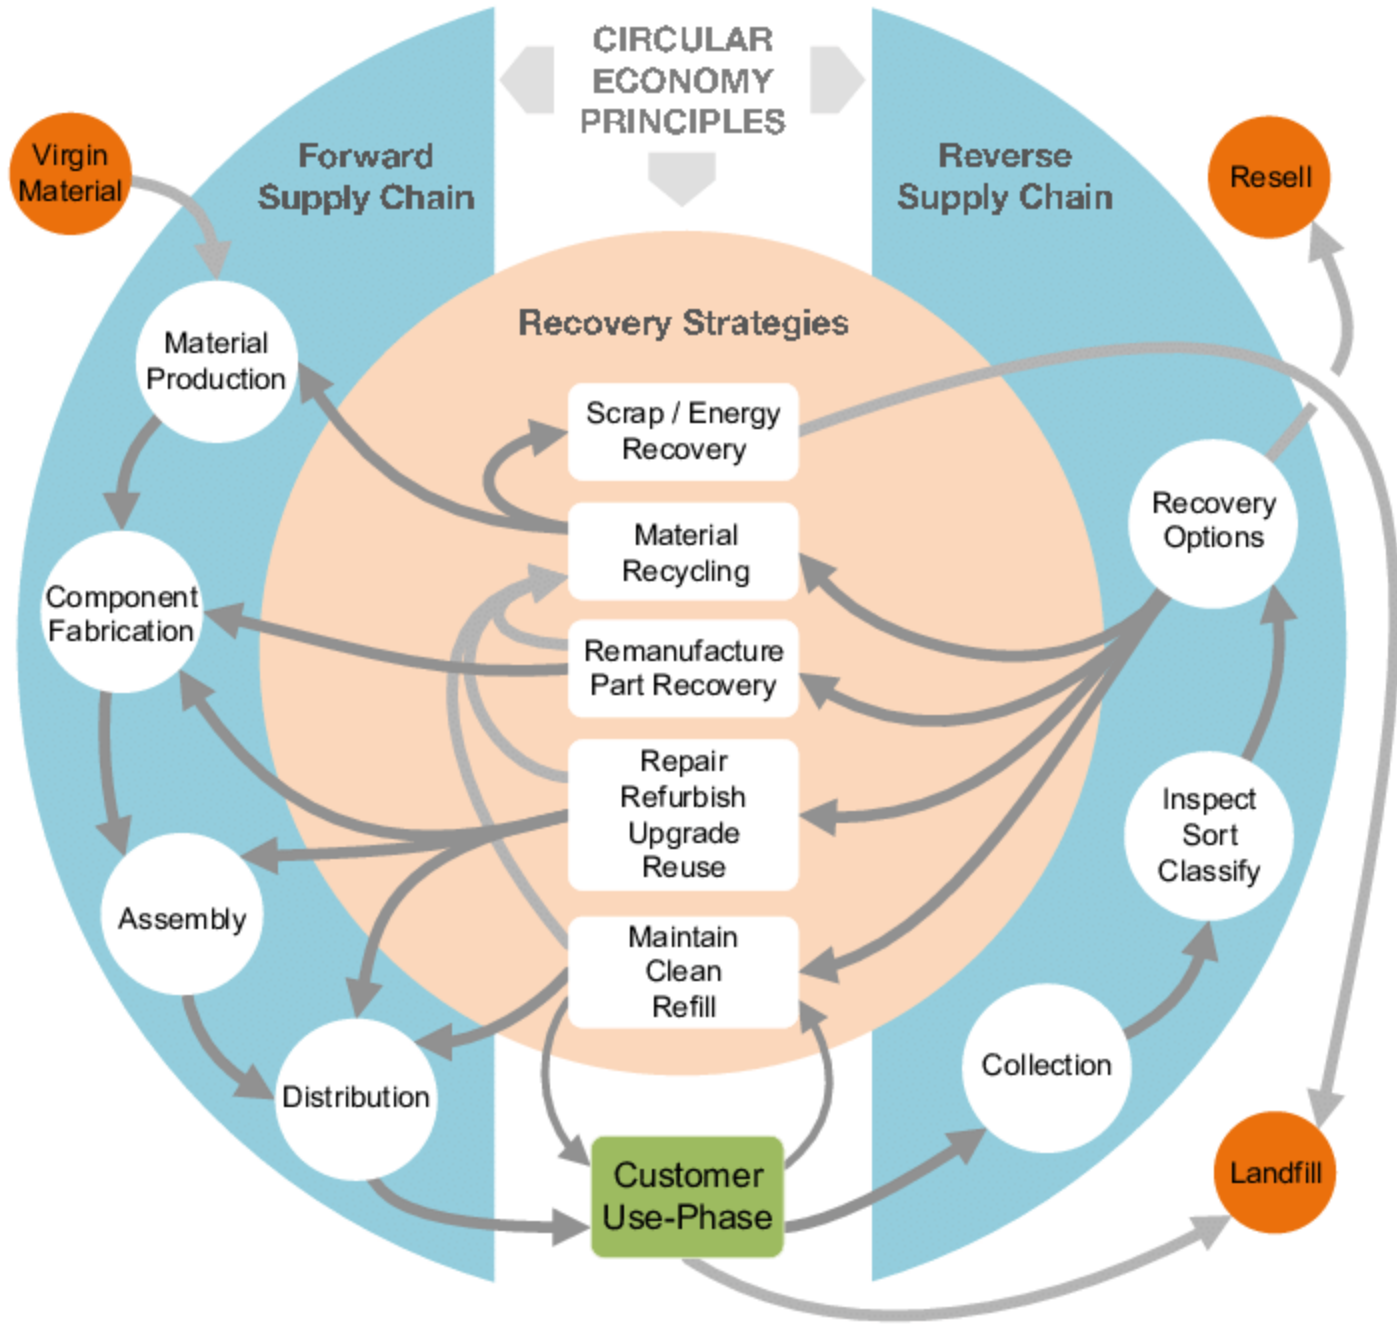 CIRCULAR
ECONOMY
PRINCIPLES
Forward
Supply Chain
Reverse
Supply Chain
Virgin
Material
Resell
Recovery Strategies
Material
Production
Scrap / Energy
Recovery
Material
Recycling
Recovery
Options
Component
Fabrication
Remanufacture
Part Recovery
Repair
Refurbish
Upgrade
Reuse
Inspect
Sort
Classify
Assembly
Maintain
Clean
Refill
Collection
Distribution
Customer
Use-Phase
Landfill